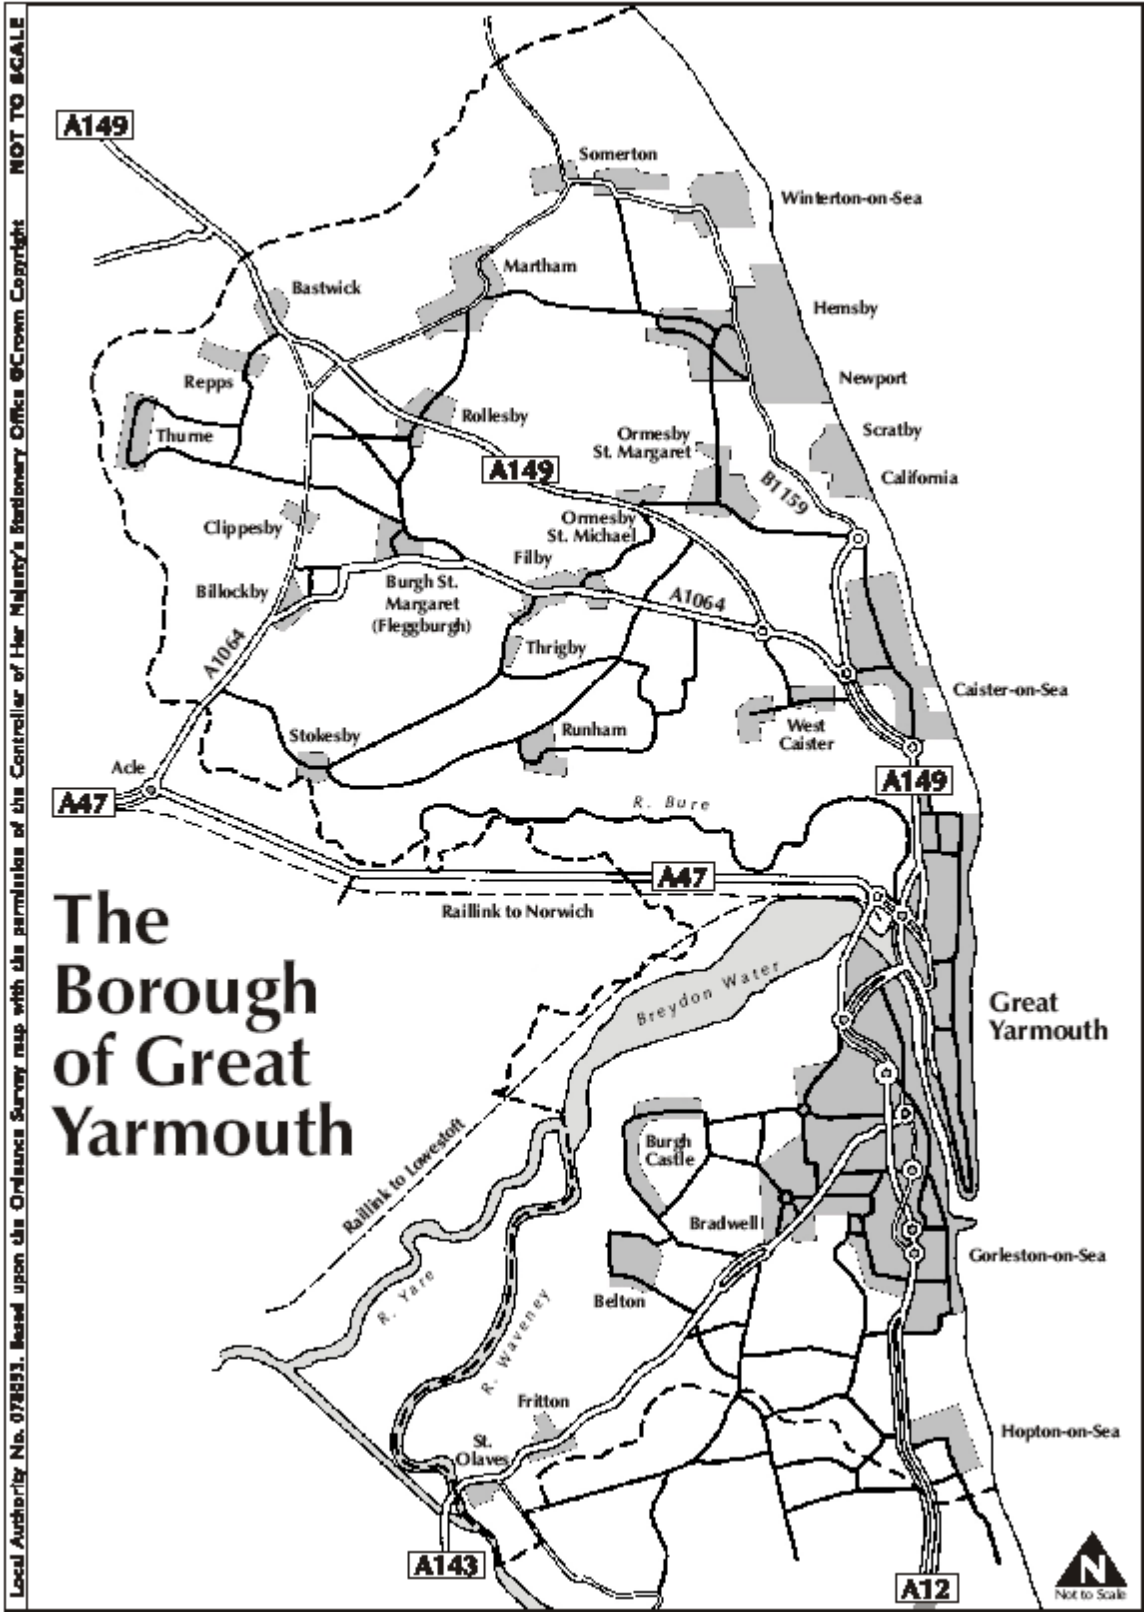 Local Authority No. 078053. Based upon the Ordnance Survey map with the permission of the Controller of Her Majesty's Stationery Office ©Crown Copyright NOT TO SCALE
A149
Somerton
Winterton-on-Sea
Martham
Bastwick
Hemsby
Repps
Newport
Rollesby
Thurne
Ormesby
St. Margaret
Scratby
A149
California
B1159
Clippesby
Ormesby
St. Michael
Filby
Billockby
Burgh St.
Margaret
(Fleggburgh)
A1064
A1064
Thrigby
Caister-on-Sea
Stokesby
Runham
West
Caister
Acle
A47
A149
R. Bure
A47
Raillink to Norwich
The
Borough
of Great
Yarmouth
Breydon Water
Great
Yarmouth
Raillink to Lowestoft
Burgh
Castle
Bradwell
Gorleston-on-Sea
R. Yare
Belton
R. Waveney
Fritton
St.
Olaves
Hopton-on-Sea
A143
A12
N
Not to Scale